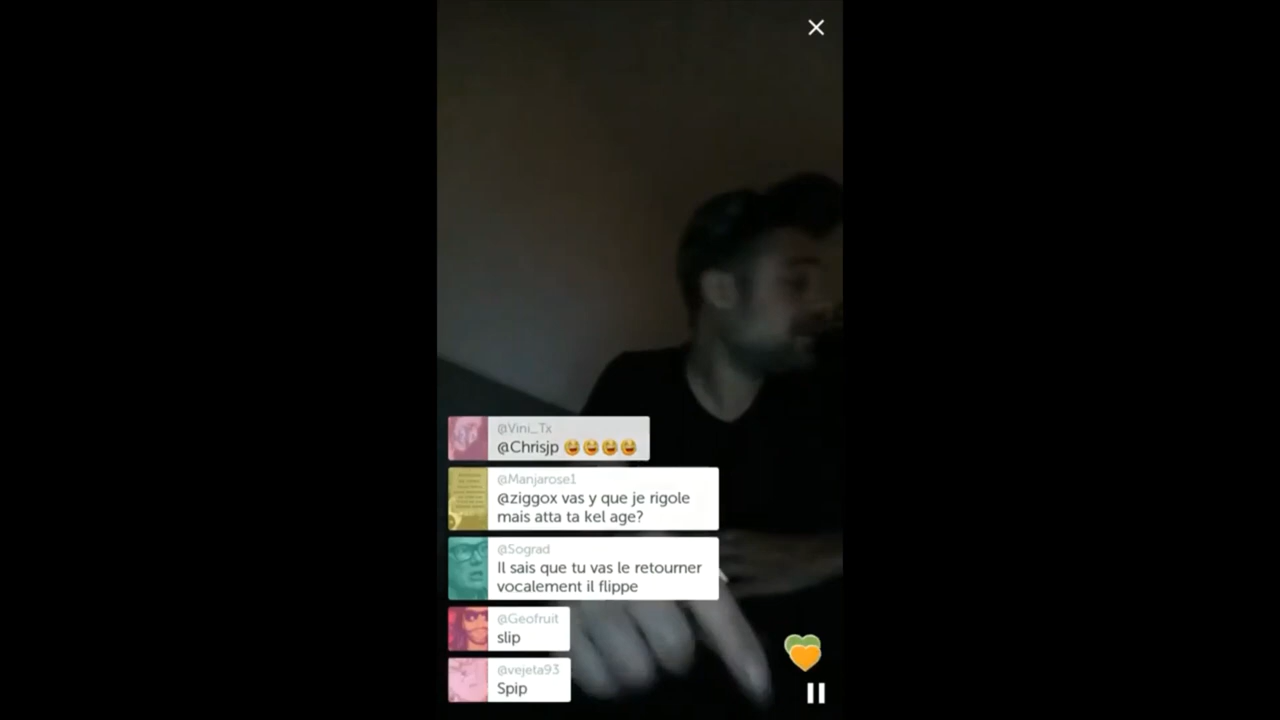 @Vini_Tx
@Chrisjp 😆😆😆😆
@Manjarose1
@ziggox vas y que je rigole
mais atta ta kel age?
@Sograd
Il sais que tu vas le retourner
vocalement il flippe
@Geofruit
slip
@vejeta93
Spip